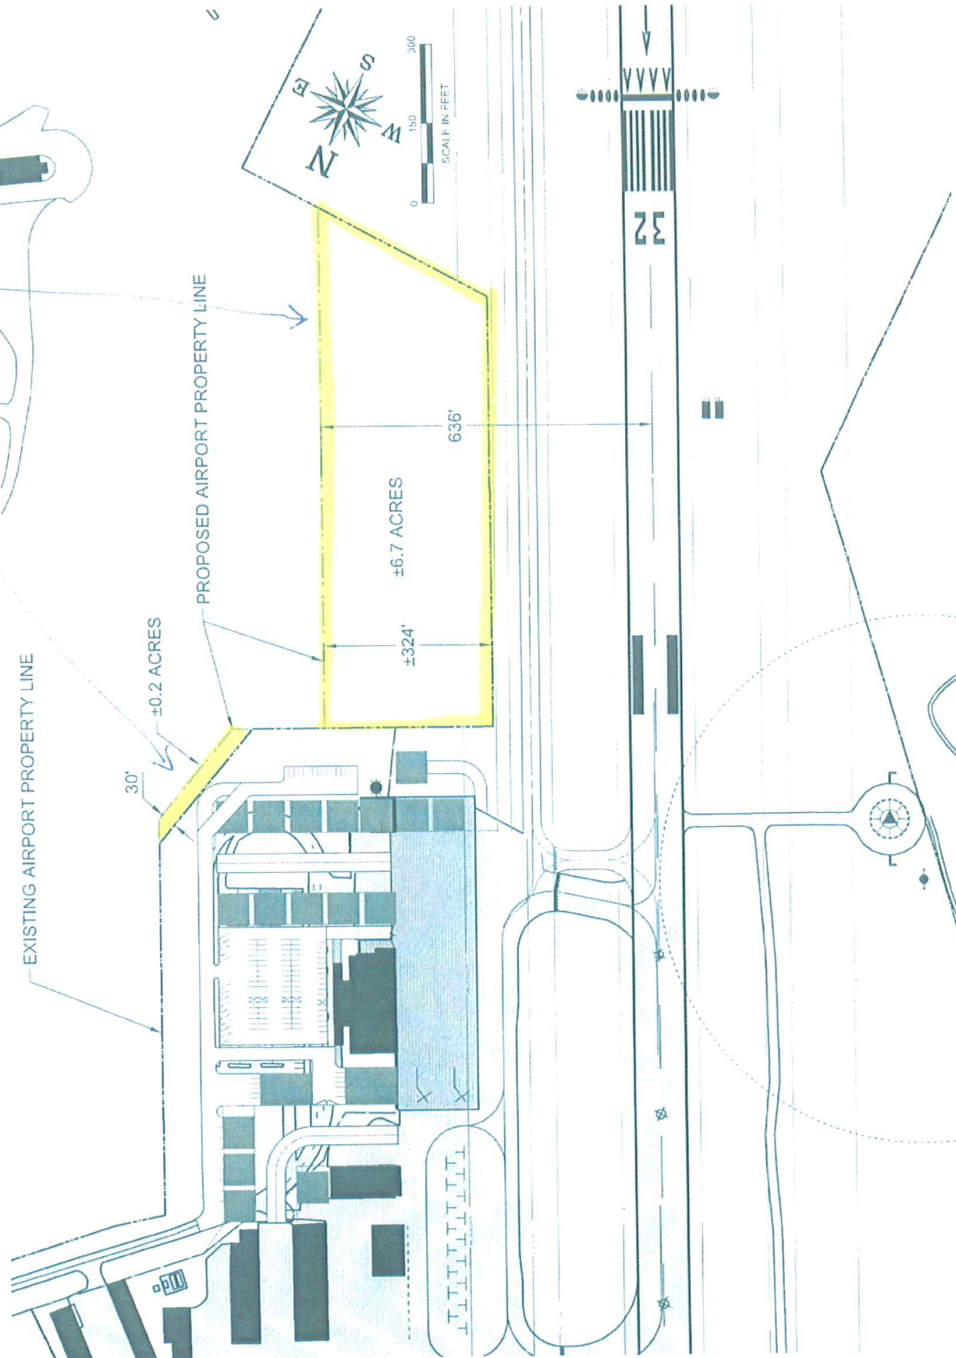 EXISTING AIRPORT PROPERTY LINE
30'
±0.2 ACRES
PROPOSED AIRPORT PROPERTY LINE
±324'
±6.7 ACRES
636'
N
E
S
W
0 150 300
SCALE IN FEET
32